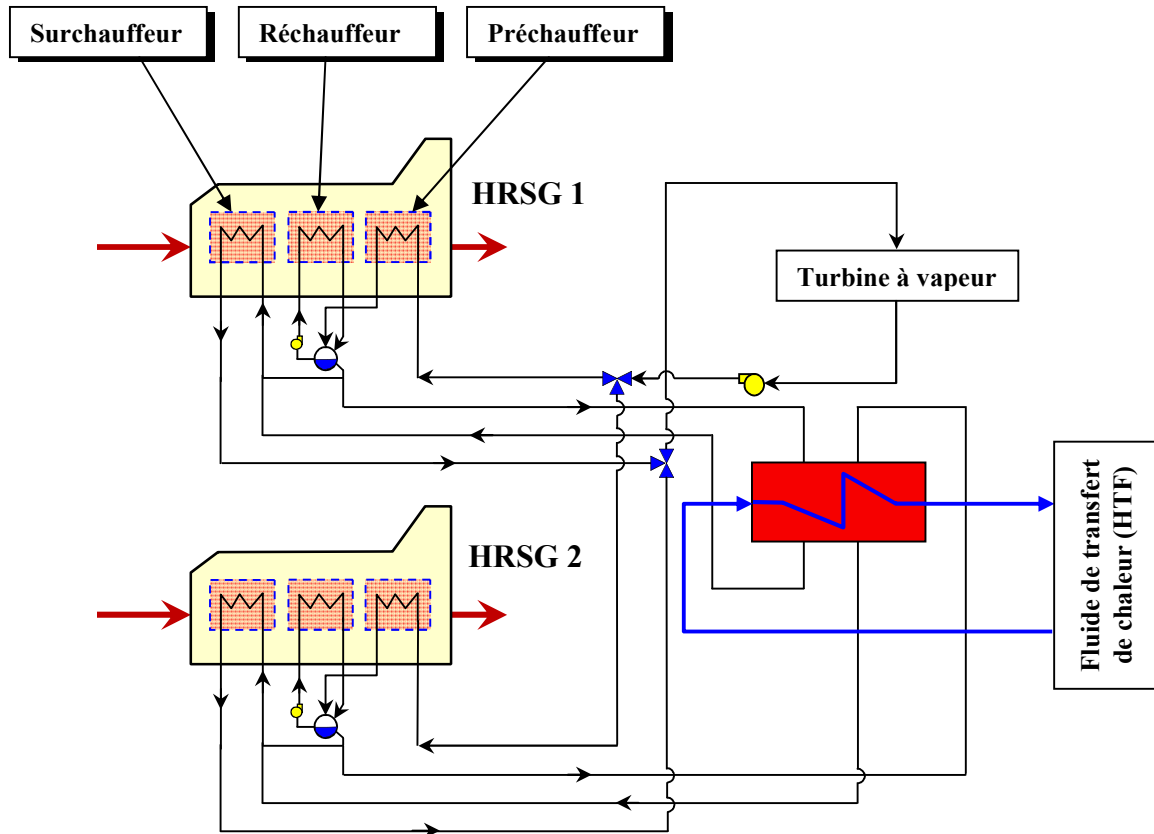 Surchauffeur
Réchauffeur
Préchauffeur
HRSG 1
Turbine à vapeur
HRSG 2
Fluide de transfert
de chaleur (HTF)